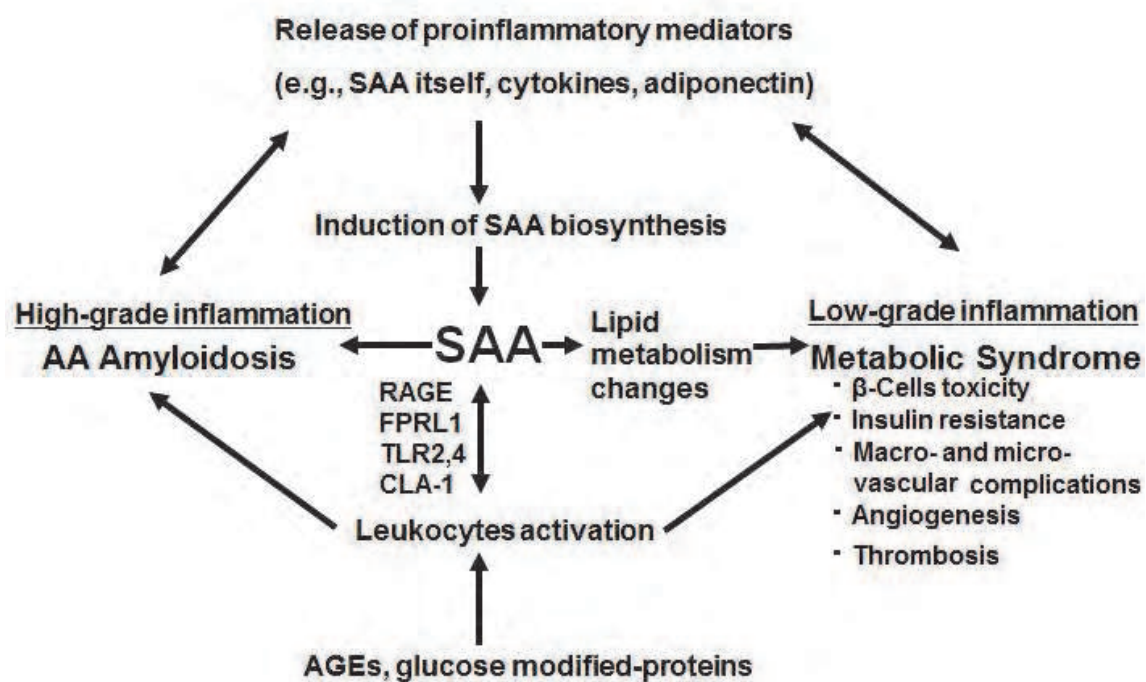 Release of proinflammatory mediators
(e.g., SAA itself, cytokines, adiponectin)
Induction of SAA biosynthesis
High-grade inflammation
AA Amyloidosis
SAA
Lipid
metabolism
changes
Low-grade inflammation
Metabolic Syndrome
· β-Cells toxicity
· Insulin resistance
· Macro- and micro-
vascular complications
· Angiogenesis
· Thrombosis
RAGE
FPRL1
TLR2,4
CLA-1
Leukocytes activation
AGEs, glucose modified-proteins